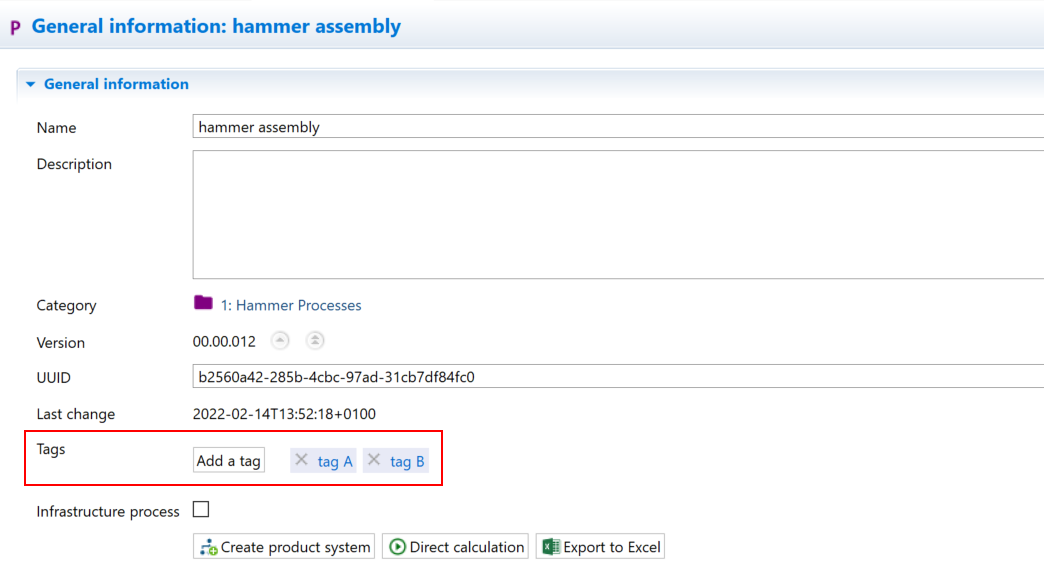 P General information: hammer assembly
General information
Name hammer assembly
Description
Category 1: Hammer Processes
Version 00.00.012
UUID b2560a42-285b-4cbc-97ad-31cb7df84fc0
Last change 2022-02-14T13:52:18+0100
Tags Add a tag tag A tag B
Infrastructure process
Create product system Direct calculation Export to Excel